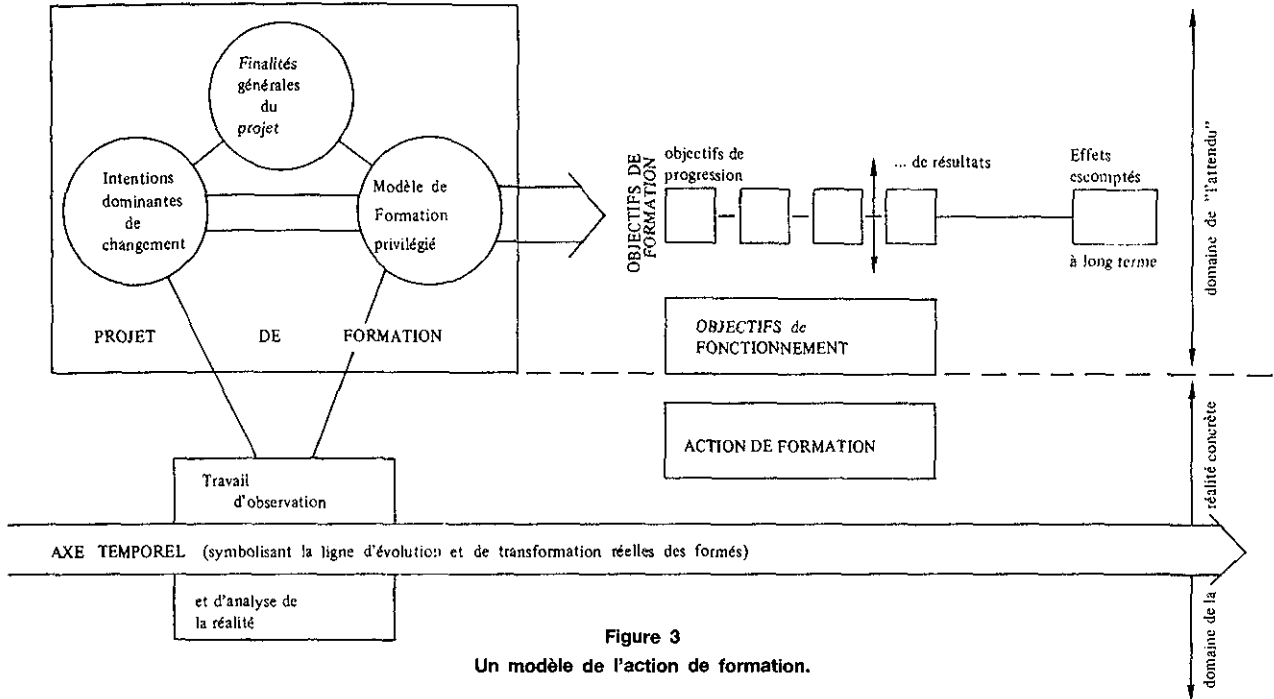 Finalités
générales
du
projet
Intentions
dominantes
de
changement
Modèle de
Formation
privilégié
PROJET DE FORMATION
OBJECTIFS DE
FORMATION
objectifs de
progression
... de résultats
Effets
escomptés
à long terme
OBJECTIFS de
FONCTIONNEMENT
domaine de "l'attendu"
ACTION DE FORMATION
Travail
d'observation
AXE TEMPOREL (symbolisant la ligne d'évolution et de transformation réelles des formés)
et d'analyse de
la réalité
domaine de la réalité concrète
Figure 3
Un modèle de l'action de formation.